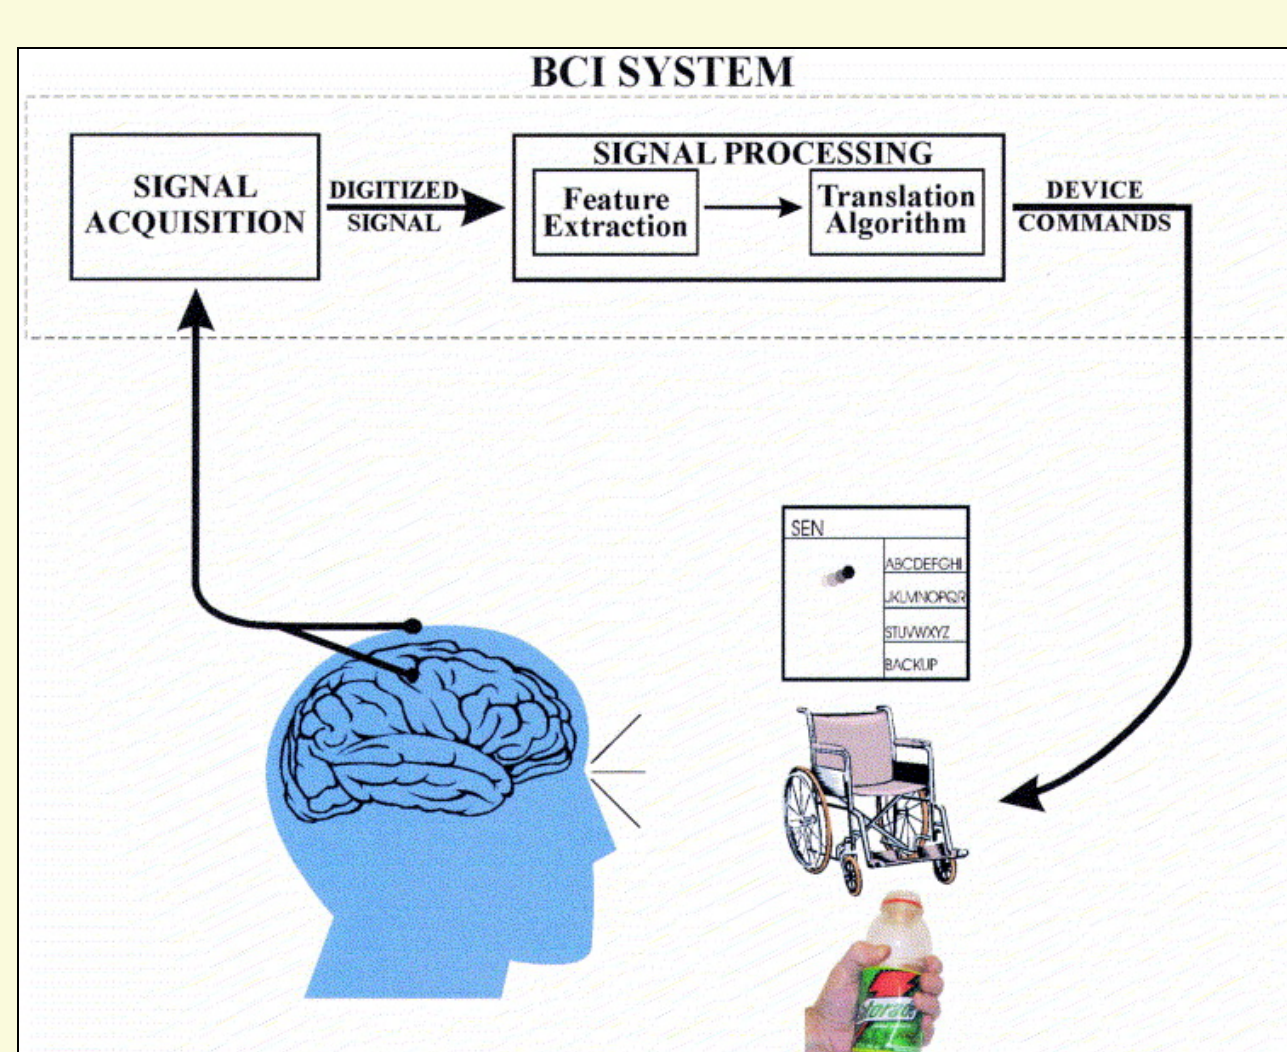 BCI SYSTEM
SIGNAL
ACQUISITION
DIGITIZED
SIGNAL
SIGNAL PROCESSING
Feature
Extraction
Translation
Algorithm
DEVICE
COMMANDS
SEN
ABCDEFGHI
JKLMNOPQR
STUVWXYZ
BACKUP